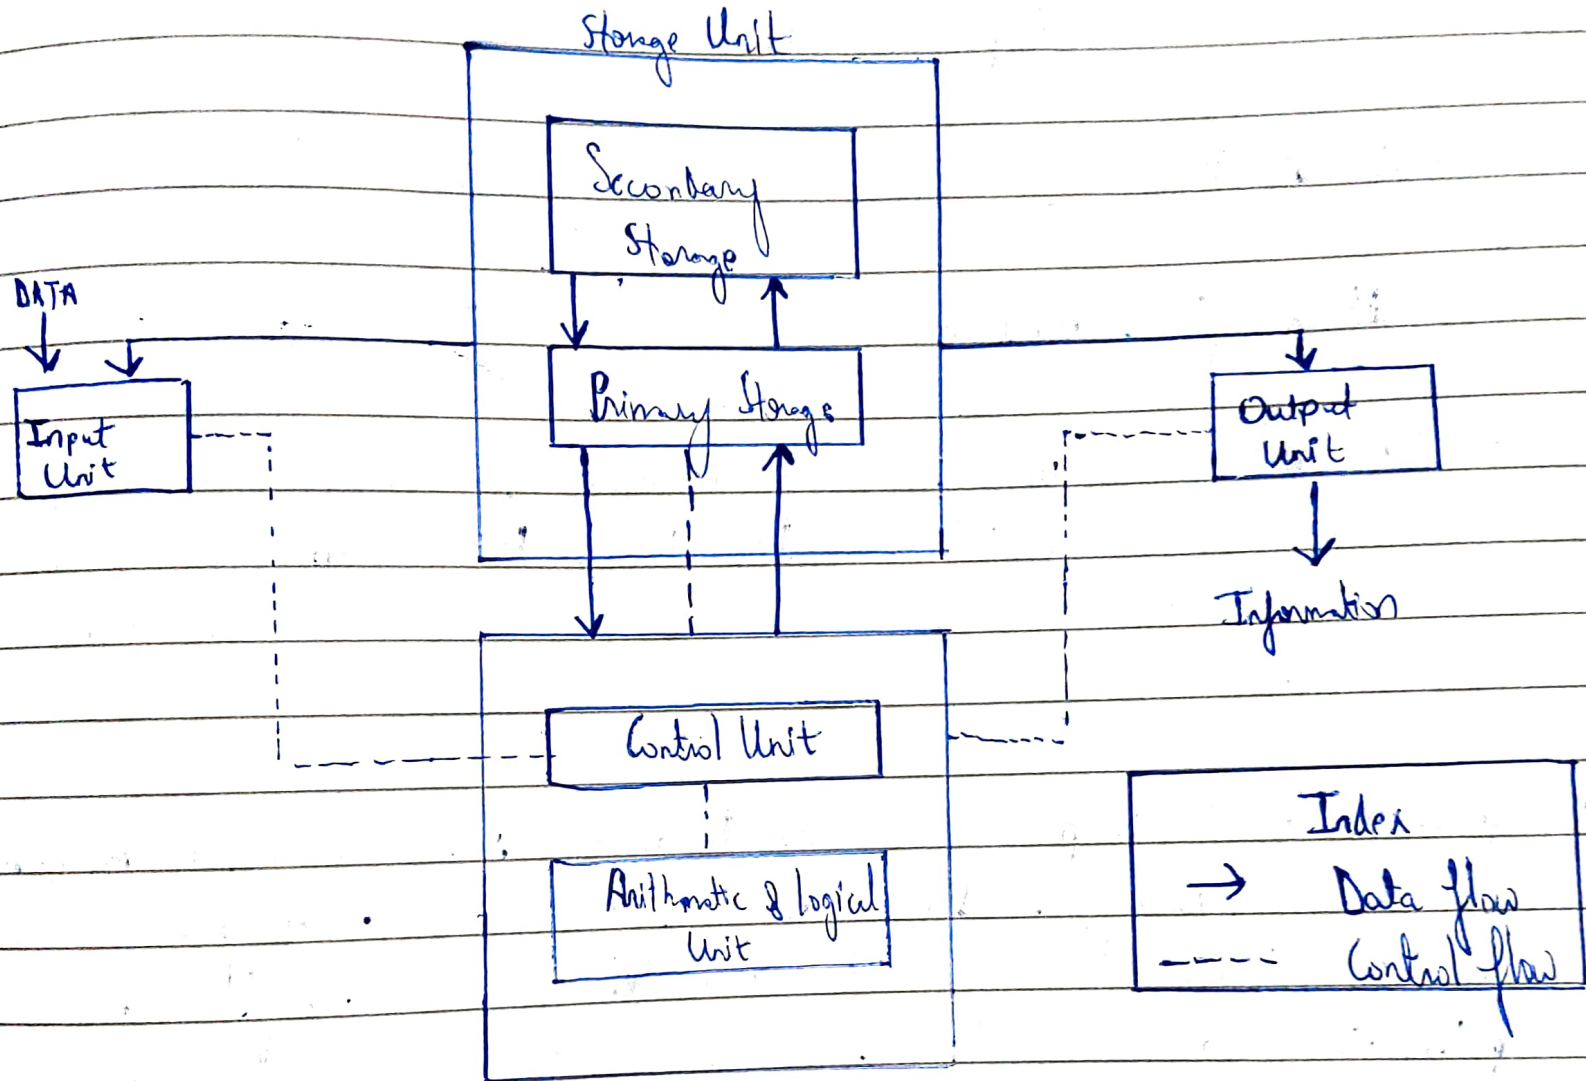 Storage Unit
Secondary
Storage
DATA
Primary Storage
Input
Unit
Output
Unit
Information
Control Unit
Arithmatic & logical
Unit
Index
→ Data flow
---- Control flow